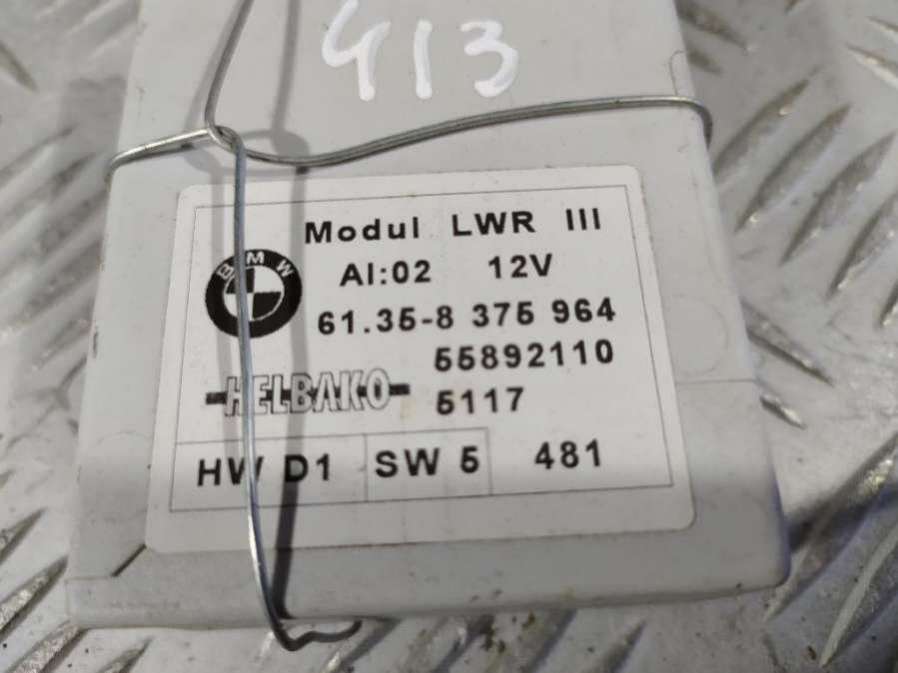 413
Modul LWR III
BMW
AI:02 12V
61.35-8 375 964
55892110
HELBAKO
5117
HW D1 SW 5 481